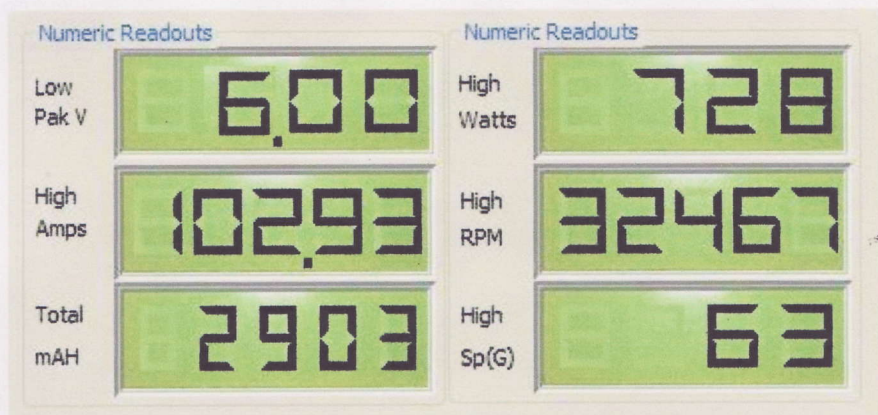 Numeric Readouts
Low
Pak V
6.00
High
Amps
102.93
Total
mAH
2903
Numeric Readouts
High
Watts
728
High
RPM
32467
High
Sp(G)
63